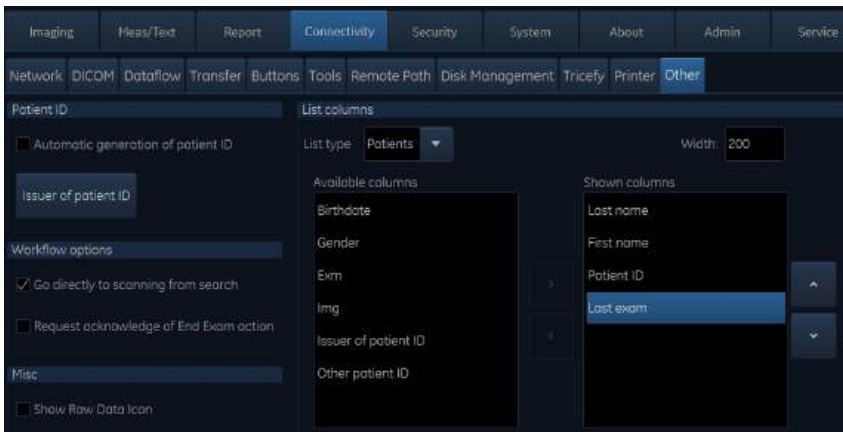 Imaging Meas/Text Report Connectivity Security System About Admin Service
Network DICOM Dataflow Transfer Buttons Tools Remote Path Disk Management Tricefy Printer Other
Patient ID
Automatic generation of patient ID
Issuer of patient ID
Workflow options
Go directly to scanning from search
Request acknowledge of End Exam action
Misc
Show Raw Data Icon
List columns
List type Patients Width: 200
Available columns
Birthdate
Gender
Exm
Img
Issuer of patient ID
Other patient ID
Shown columns
Last name
First name
Patient ID
Last exam